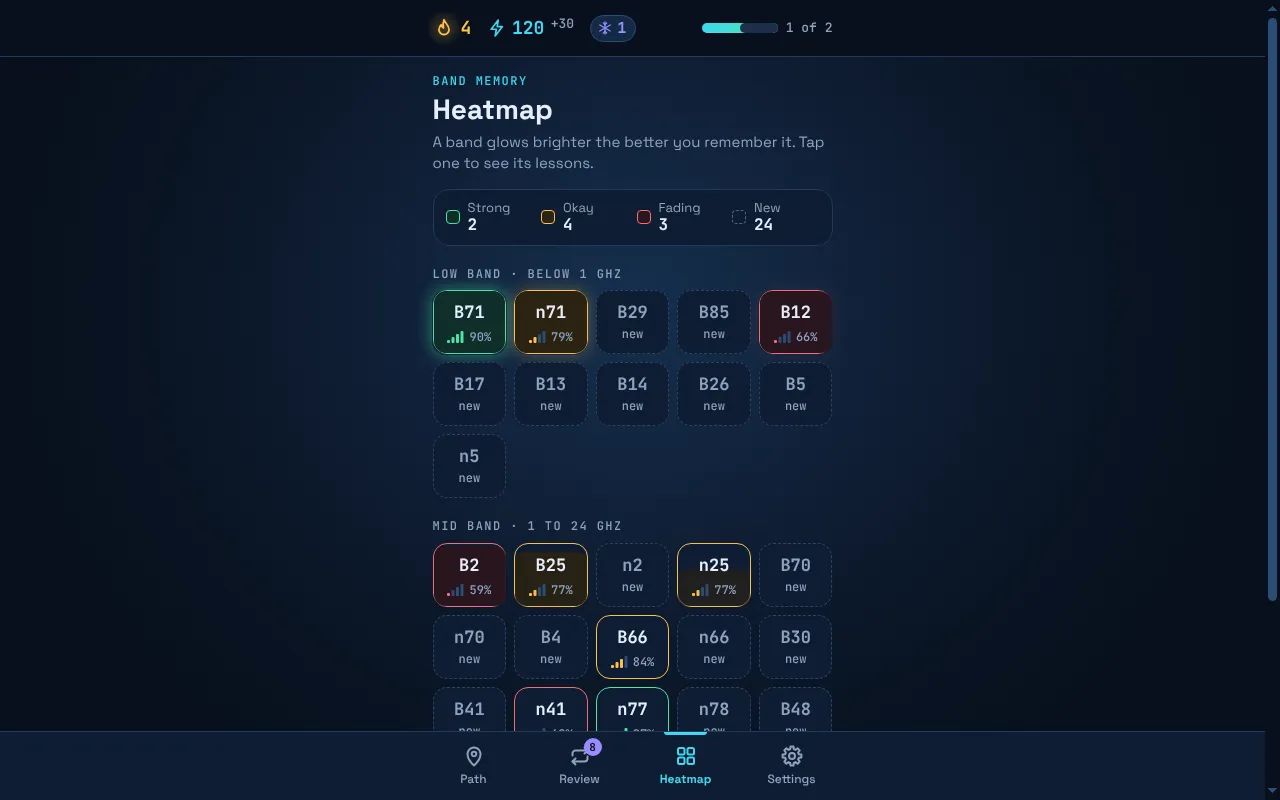 4 120 +30 1 1 of 2
BAND MEMORY
Heatmap
A band glows brighter the better you remember it. Tap
one to see its lessons.
Strong Okay Fading New
2 4 3 24
LOW BAND · BELOW 1 GHZ
B71 n71 B29 B85 B12
90% 79% new new 66%
B17 B13 B14 B26 B5
new new new new new
n5
new
MID BAND · 1 TO 24 GHZ
B2 B25 n2 n25 B70
59% 77% new 77% new
n70 B4 B66 n66 B30
new new 84% new new
B41 n41 n77 n78 B48
8
Path Review Heatmap Settings